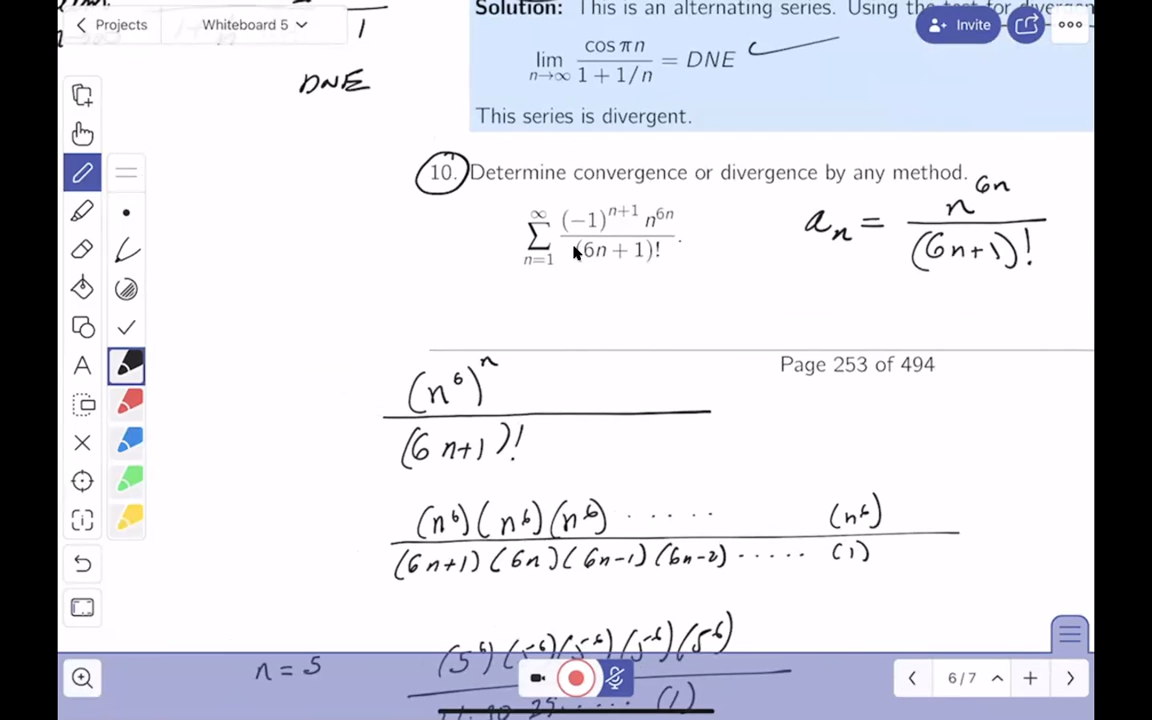 Projects
Whiteboard 5
1
DNE
Solution: This is an alternating series. Using the test for diver
Invite
lim n→∞ cos πn / 1 + 1/n = DNE
This series is divergent.
10. Determine convergence or divergence by any method.
∞ Σ n=1 (−1)^{n+1} n^{6n} / (6n + 1)! .
a_n = n^{6n} / (6n+1)!
Page 253 of 494
(n^6)^n / (6n+1)!
(n^6)(n^6)(n^6) ..... (n^6)
(6n+1)(6n)(6n-1)(6n-2) ..... (1)
n = 5
(5^6)(5^6)(5^6)(5^6)(5^6)
(1)
6/7